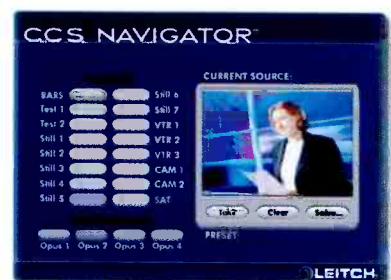 CCS NAVIGATOR
CURRENT SOURCE:
BARS Still 6
Test 1 Still 7
Test 2 VTR 1
Still 1 VTR 2
Still 2 VTR 3
Still 3 CAM 1
Still 4 CAM 2
Still 5 SAT
Take Clear Salvo...
PRESET:
Opus 1 Opus 2 Opus 3 Opus 4
LEITCH